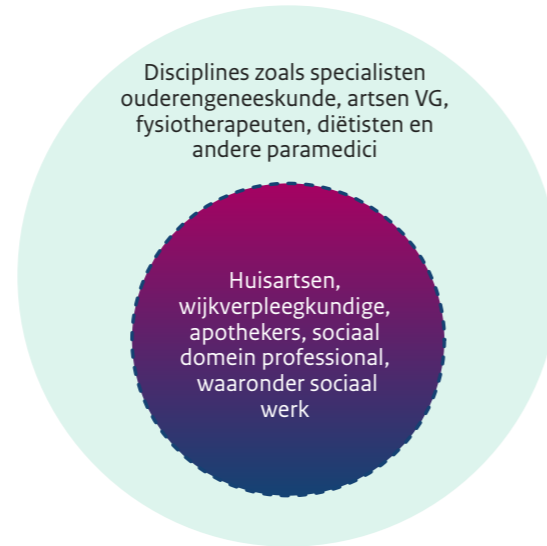 Disciplines zoals specialisten
ouderengeneeskunde, artsen VG,
fysiotherapeuten, diëtisten en
andere paramedici
Huisartsen,
wijkverpleegkundige,
apothekers, sociaal
domein professional,
waaronder sociaal
werk